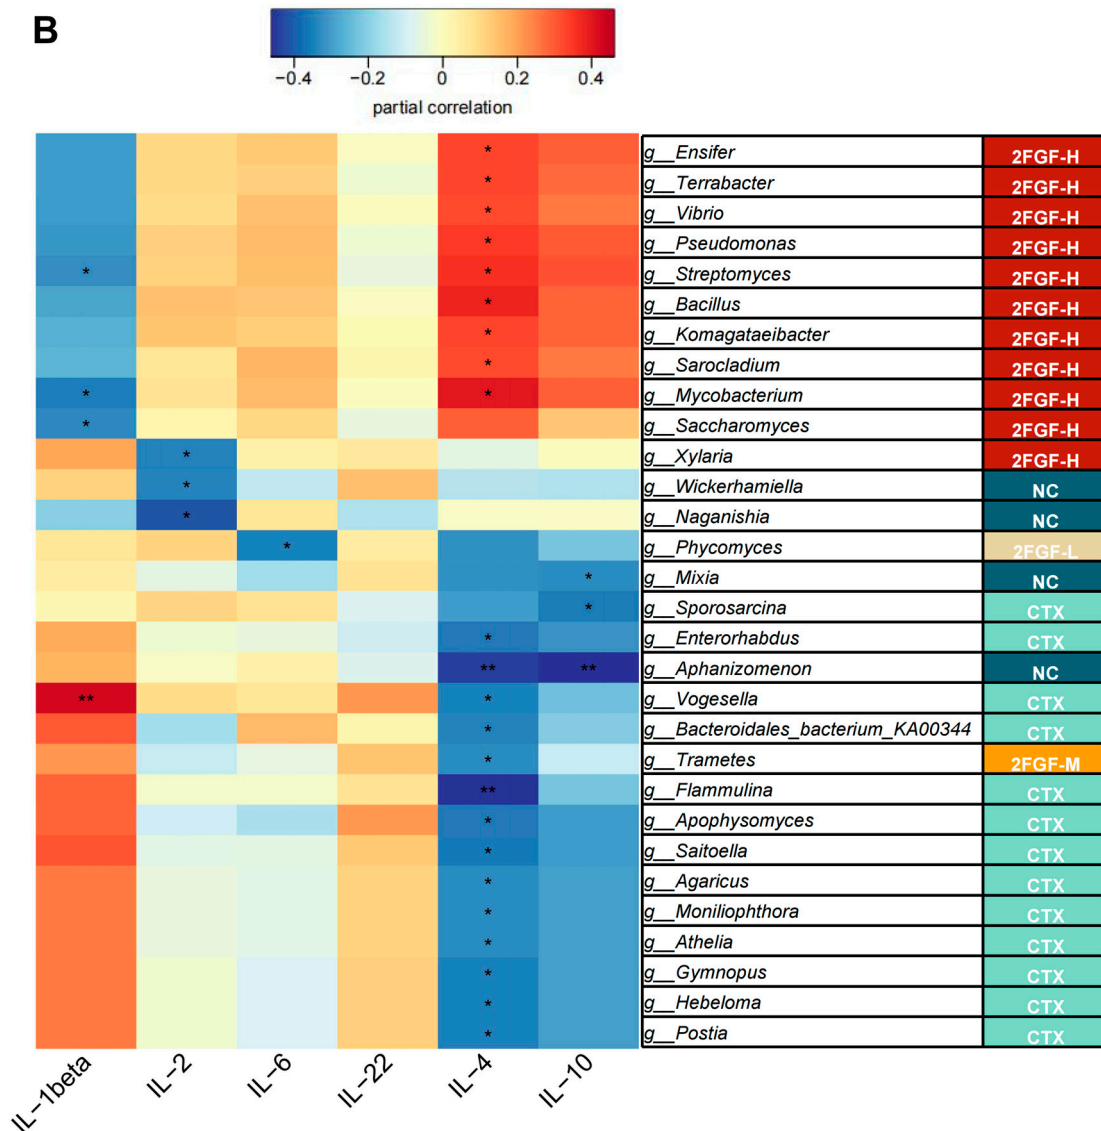 B
−0.4 −0.2 0 0.2 0.4
partial correlation
* g__Ensifer 2FGF-H
* g__Terrabacter 2FGF-H
* g__Vibrio 2FGF-H
* g__Pseudomonas 2FGF-H
* * g__Streptomyces 2FGF-H
* g__Bacillus 2FGF-H
* g__Komagataeibacter 2FGF-H
* g__Sarocladium 2FGF-H
* * g__Mycobacterium 2FGF-H
* g__Saccharomyces 2FGF-H
* g__Xylaria 2FGF-H
* g__Wickerhamiella NC
* g__Naganishia NC
* g__Phycomyces 2FGF-L
* g__Mixia NC
* g__Sporosarcina CTX
* g__Enterorhabdus CTX
** ** g__Aphanizomenon NC
** * g__Vogesella CTX
* g__Bacteroidales_bacterium_KA00344 CTX
* g__Trametes 2FGF-M
** g__Flammulina CTX
* g__Apophysomyces CTX
* g__Saitoella CTX
* g__Agaricus CTX
* g__Moniliophthora CTX
* g__Athelia CTX
* g__Gymnopus CTX
* g__Hebeloma CTX
* g__Postia CTX
IL−1beta IL−2 IL−6 IL−22 IL−4 IL−10